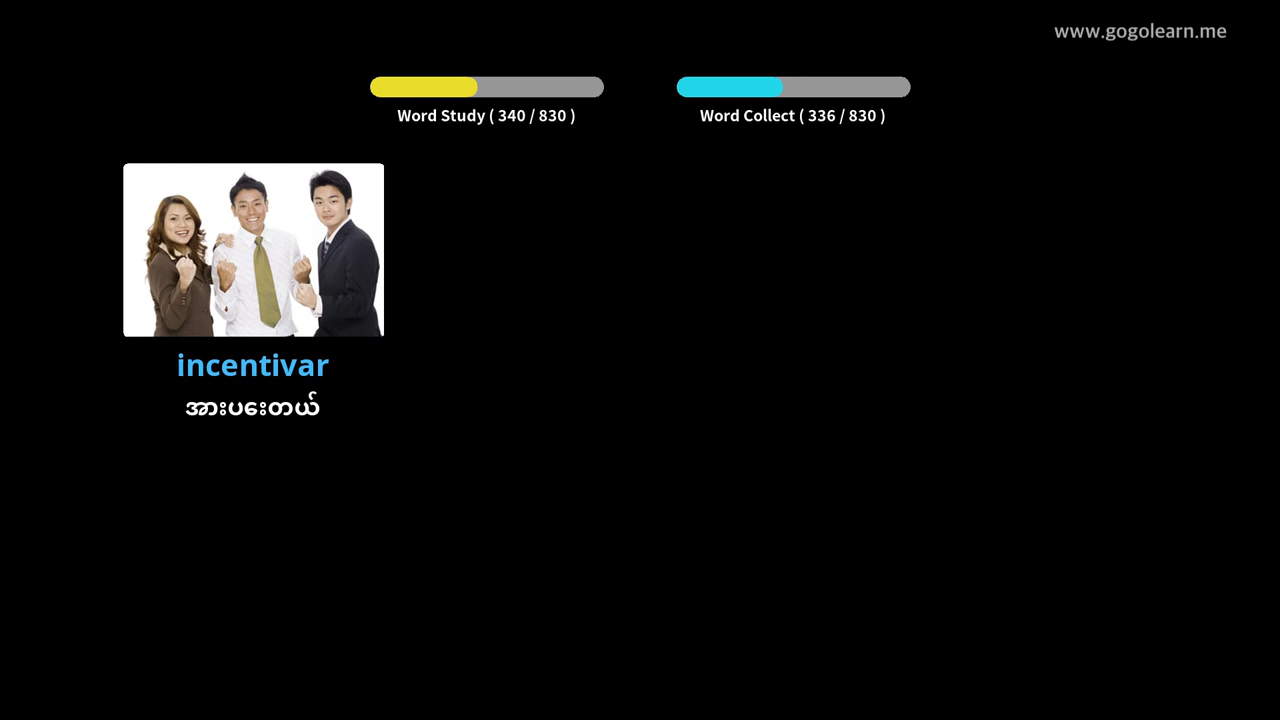 www.gogolearn.me
Word Study ( 340 / 830 )
Word Collect ( 336 / 830 )
incentivar
အားပေးတယ်